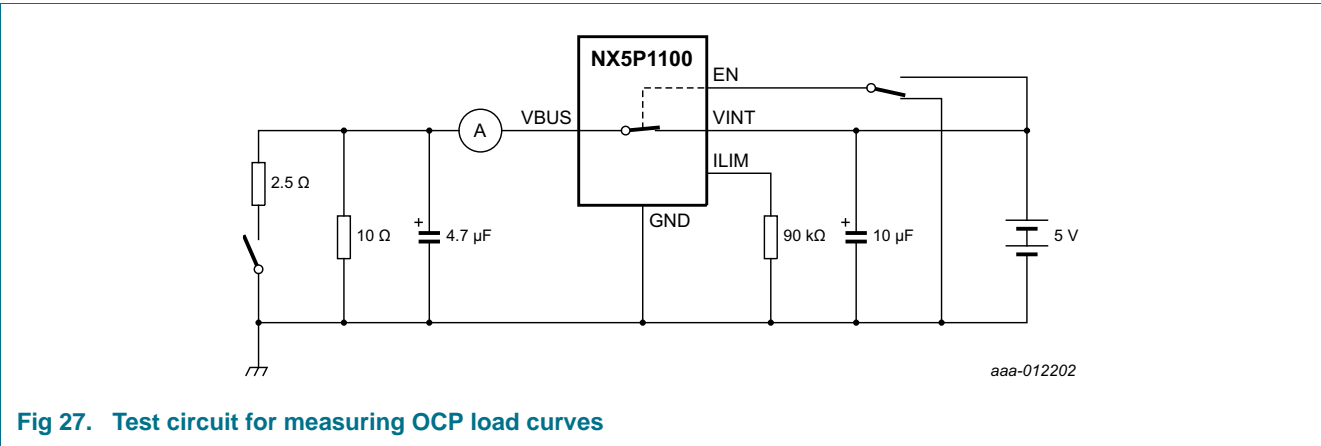 NX5P1100
EN
VBUS
VINT
A
ILIM
2.5 Ω
GND
10 Ω
+
4.7 μF
90 kΩ
+
10 μF
5 V
aaa-012202
Fig 27. Test circuit for measuring OCP load curves